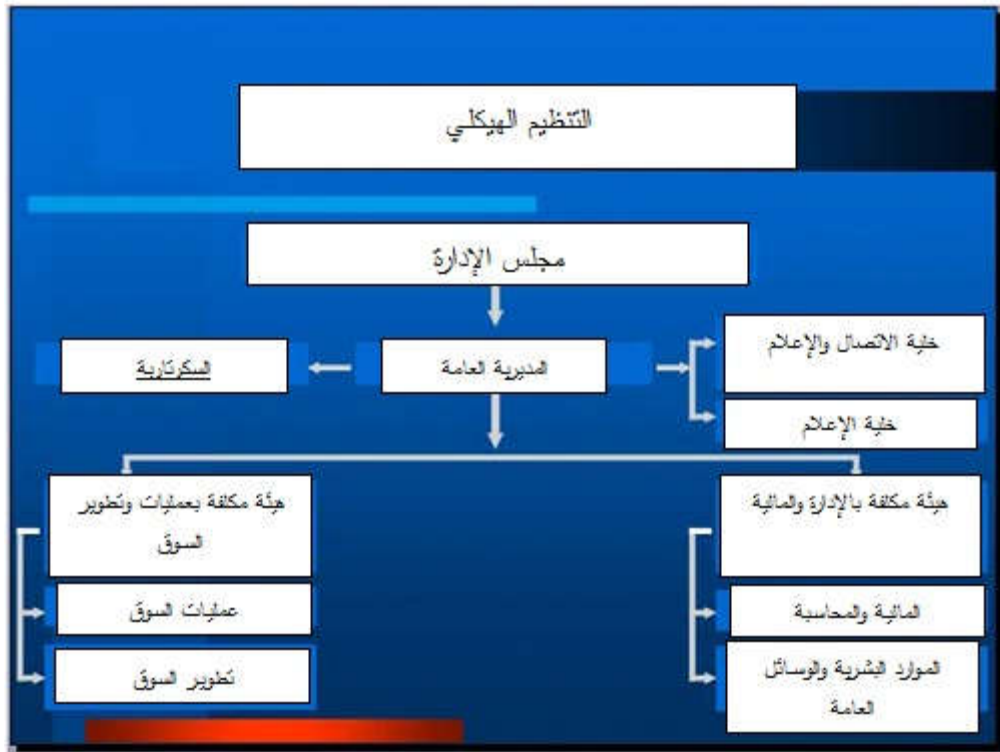 التنظيم الهيكلي
مجلس الإدارة
خلية الاتصال والإعلام
المديرية العامة
السكرتارية
خلية الإعلام
هيئة مكلفة بالإدارة والمالية
هيئة مكلفة بعمليات وتطوير
السوق
المالية والمحاسبة
عمليات السوق
الموارد البشرية والوسائل
العامة
تطوير السوق